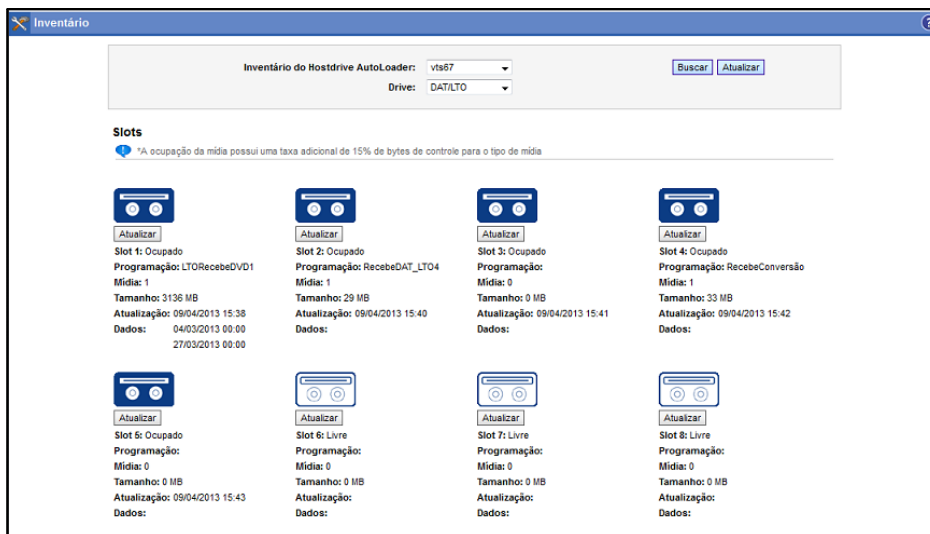 Inventário ?
Inventário do Hostdrive AutoLoader: vts67 Buscar Atualizar
Drive: DAT/LTO
Slots
*A ocupação da mídia possui uma taxa adicional de 15% de bytes de controle para o tipo de mídia
Atualizar Atualizar Atualizar Atualizar
Slot 1: Ocupado Slot 2: Ocupado Slot 3: Ocupado Slot 4: Ocupado
Programação: LTORecebeDVD1 Programação: RecebeDAT_LTO4 Programação: Programação: RecebeConversão
Mídia: 1 Mídia: 1 Mídia: 0 Mídia: 1
Tamanho: 3136 MB Tamanho: 29 MB Tamanho: 0 MB Tamanho: 33 MB
Atualização: 09/04/2013 15:38 Atualização: 09/04/2013 15:40 Atualização: 09/04/2013 15:41 Atualização: 09/04/2013 15:42
Dados: 04/03/2013 00:00 Dados: Dados: Dados:
27/03/2013 00:00
Atualizar Atualizar Atualizar Atualizar
Slot 5: Ocupado Slot 6: Livre Slot 7: Livre Slot 8: Livre
Programação: Programação: Programação: Programação:
Mídia: 0 Mídia: 0 Mídia: 0 Mídia: 0
Tamanho: 0 MB Tamanho: 0 MB Tamanho: 0 MB Tamanho: 0 MB
Atualização: 09/04/2013 15:43 Atualização: Atualização: Atualização:
Dados: Dados: Dados: Dados: